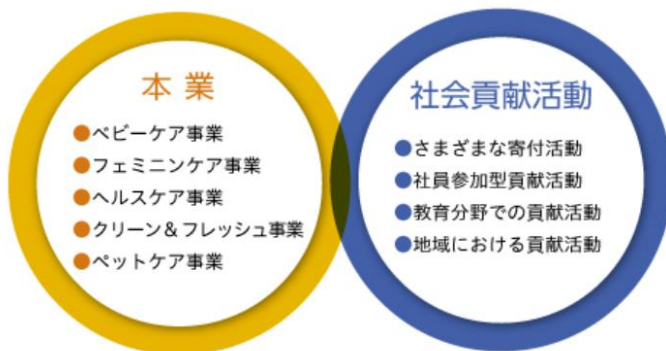 本業
●ベビーケア事業
●フェミニンケア事業
●ヘルスケア事業
●クリーン&フレッシュ事業
●ペットケア事業
社会貢献活動
●さまざまな寄付活動
●社員参加型貢献活動
●教育分野での貢献活動
●地域における貢献活動